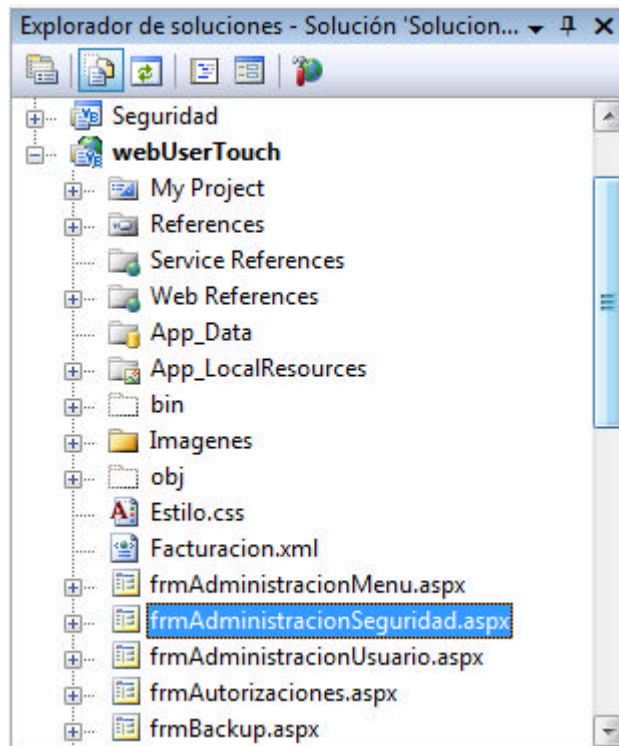 Explorador de soluciones - Solución 'Solucion...
Seguridad
webUserTouch
My Project
References
Service References
Web References
App_Data
App_LocalResources
bin
Imagenes
obj
Estilo.css
Facturacion.xml
frmAdministracionMenu.aspx
frmAdministracionSeguridad.aspx
frmAdministracionUsuario.aspx
frmAutorizaciones.aspx
frmBackup.aspx